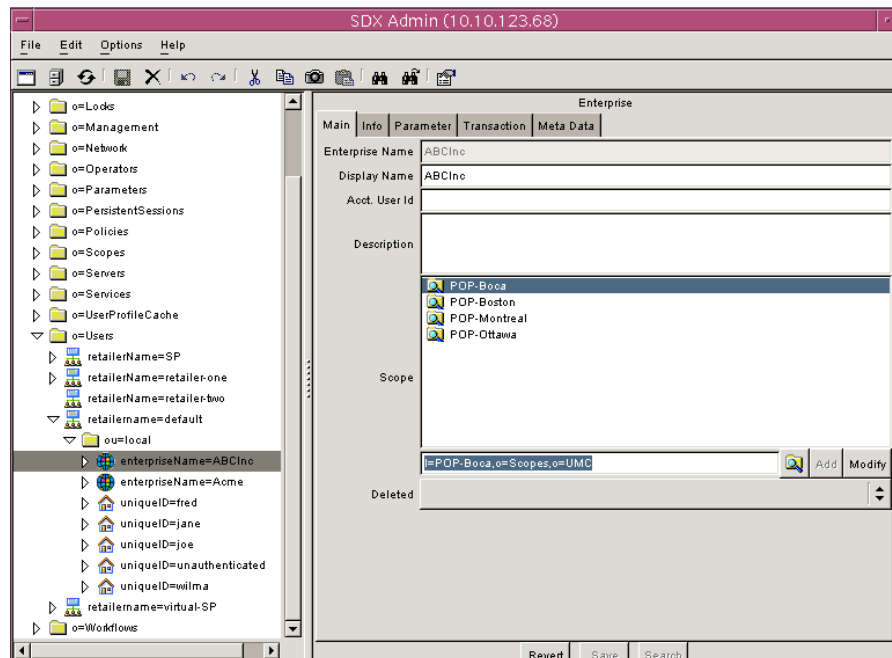 SDX Admin (10.10.123.68)
File Edit Options Help
o=Locks
o=Management
o=Network
o=Operators
o=Parameters
o=PersistentSessions
o=Policies
o=Scopes
o=Servers
o=Services
o=UserProfileCache
o=Users
retailerName=SP
retailerName=retailer-one
retailerName=retailer-two
retailername=default
ou=local
enterpriseName=ABCInc
enterpriseName=Acme
uniqueID=fred
uniqueID=jane
uniqueID=joe
uniqueID=unauthenticated
uniqueID=wilma
retailername=virtual-SP
o=Workflows
Enterprise
Main Info Parameter Transaction Meta Data
Enterprise Name ABCInc
Display Name ABCInc
Acct. User Id
Description
POP-Boca
POP-Boston
POP-Montreal
POP-Ottawa
Scope
l=POP-Boca,o=Scopes,o=UMC Add Modify
Deleted
Revert Save Search